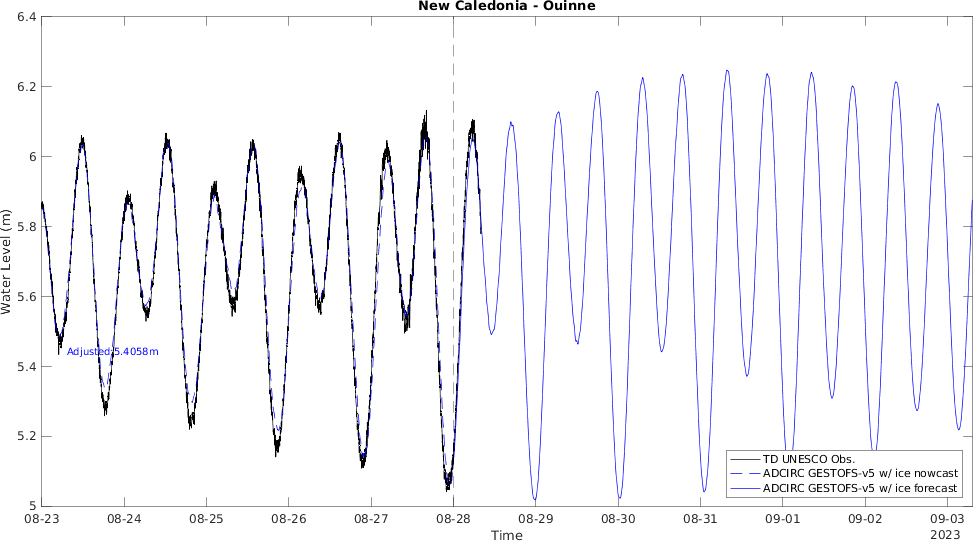 New Caledonia - Ouinne
6.4
6.2
6
5.8
5.6
5.4
5.2
5
Water Level (m)
Adjusted:5.4058m
TD UNESCO Obs.
ADCIRC GESTOFS-v5 w/ ice nowcast
ADCIRC GESTOFS-v5 w/ ice forecast
08-23 08-24 08-25 08-26 08-27 08-28 08-29 08-30 08-31 09-01 09-02 09-03
2023
Time